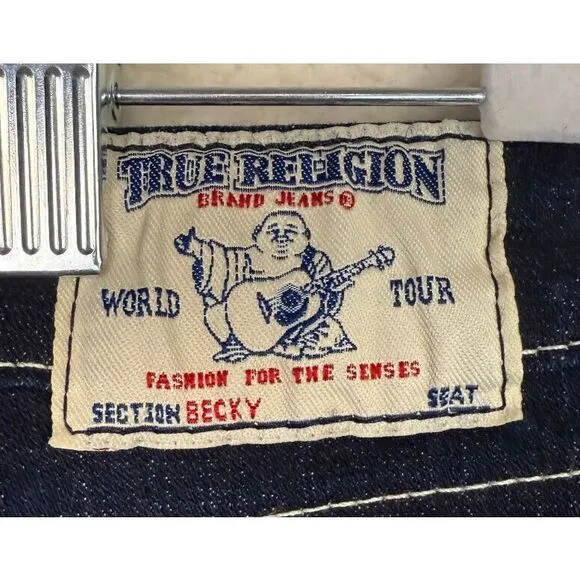 TRUE RELIGION
BRAND JEANS®
WORLD TOUR
FASHION FOR THE SENSES
SECTION BECKY SEAT